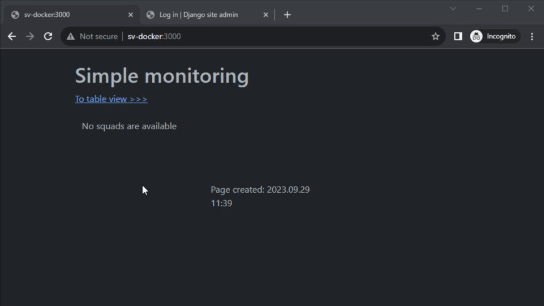 sv-docker:3000
Log in | Django site admin
Not secure
sv-docker:3000
Incognito
Simple monitoring
To table view >>>
No squads are available
Page created: 2023.09.29
11:39